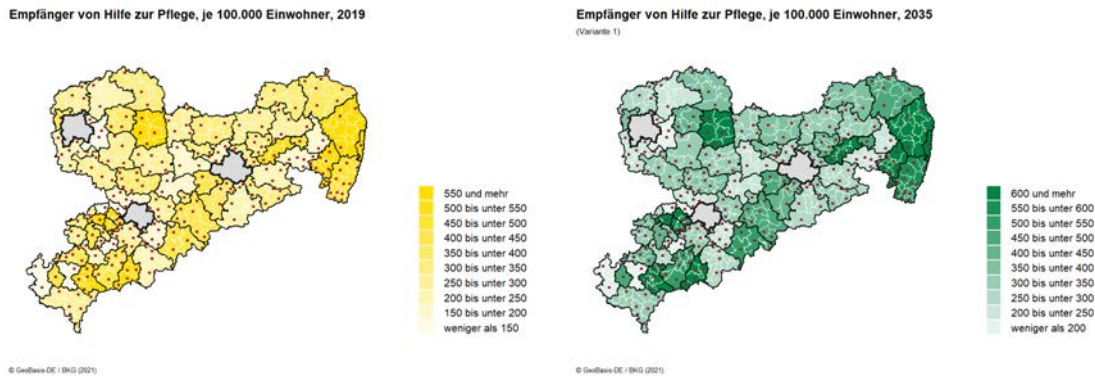 Empfänger von Hilfe zur Pflege, je 100.000 Einwohner, 2019
550 und mehr
500 bis unter 550
450 bis unter 500
400 bis unter 450
350 bis unter 400
300 bis unter 350
250 bis unter 300
200 bis unter 250
150 bis unter 200
weniger als 150
© GeoBasis-DE / BKG (2021)
Empfänger von Hilfe zur Pflege, je 100.000 Einwohner, 2035
(Variante 1)
600 und mehr
550 bis unter 600
500 bis unter 550
450 bis unter 500
400 bis unter 450
350 bis unter 400
300 bis unter 350
250 bis unter 300
200 bis unter 250
weniger als 200
© GeoBasis-DE / BKG (2021)